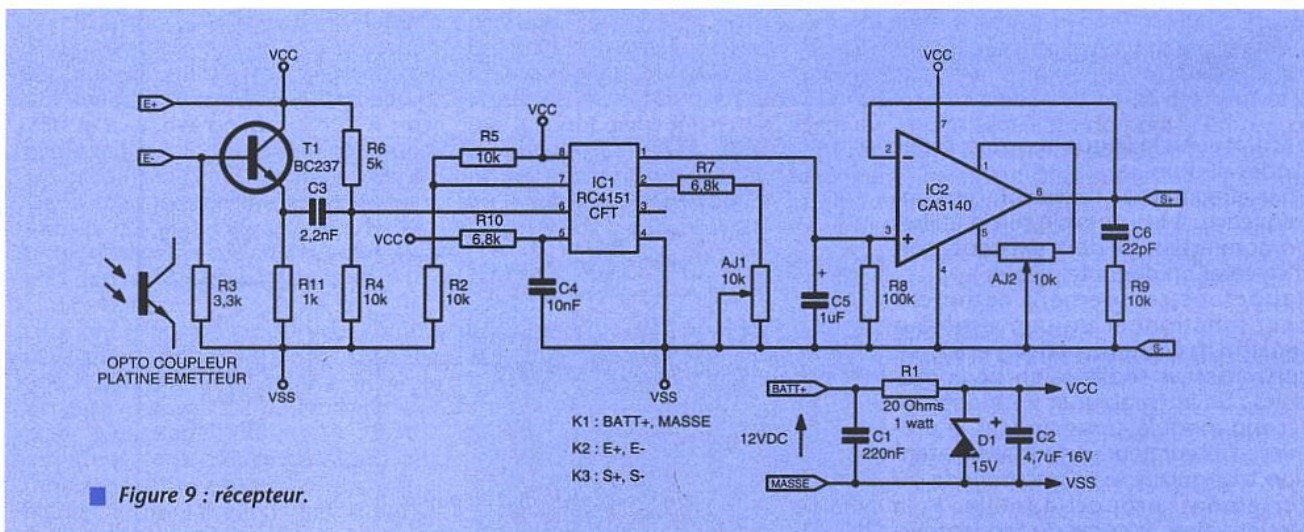 VCC
E+
E-
T1
BC237
R6
5k
C3
2,2nF
R3
3,3k
R11
1k
R4
10k
OPTO COUPLEUR
PLATINE EMETTEUR
VSS
VCC
R5
10k
VCC
R10
6,8k
C4
10nF
R2
10k
8
7
6
5
IC1
RC4151
CFT
1
2
3
4
R7
6,8k
AJ1
10k
VSS
+
C5
1uF
R8
100k
VCC
7
2
-
3
+
IC2
CA3140
1
6
5
4
AJ2
10k
S+
C6
22pF
R9
10k
S-
K1 : BATT+, MASSE
K2 : E+, E-
K3 : S+, S-
BATT+
R1
20 Ohms
1 watt
VCC
12VDC
C1
220nF
D1
15V
+
C2
4,7uF 16V
MASSE
VSS
Figure 9 : récepteur.